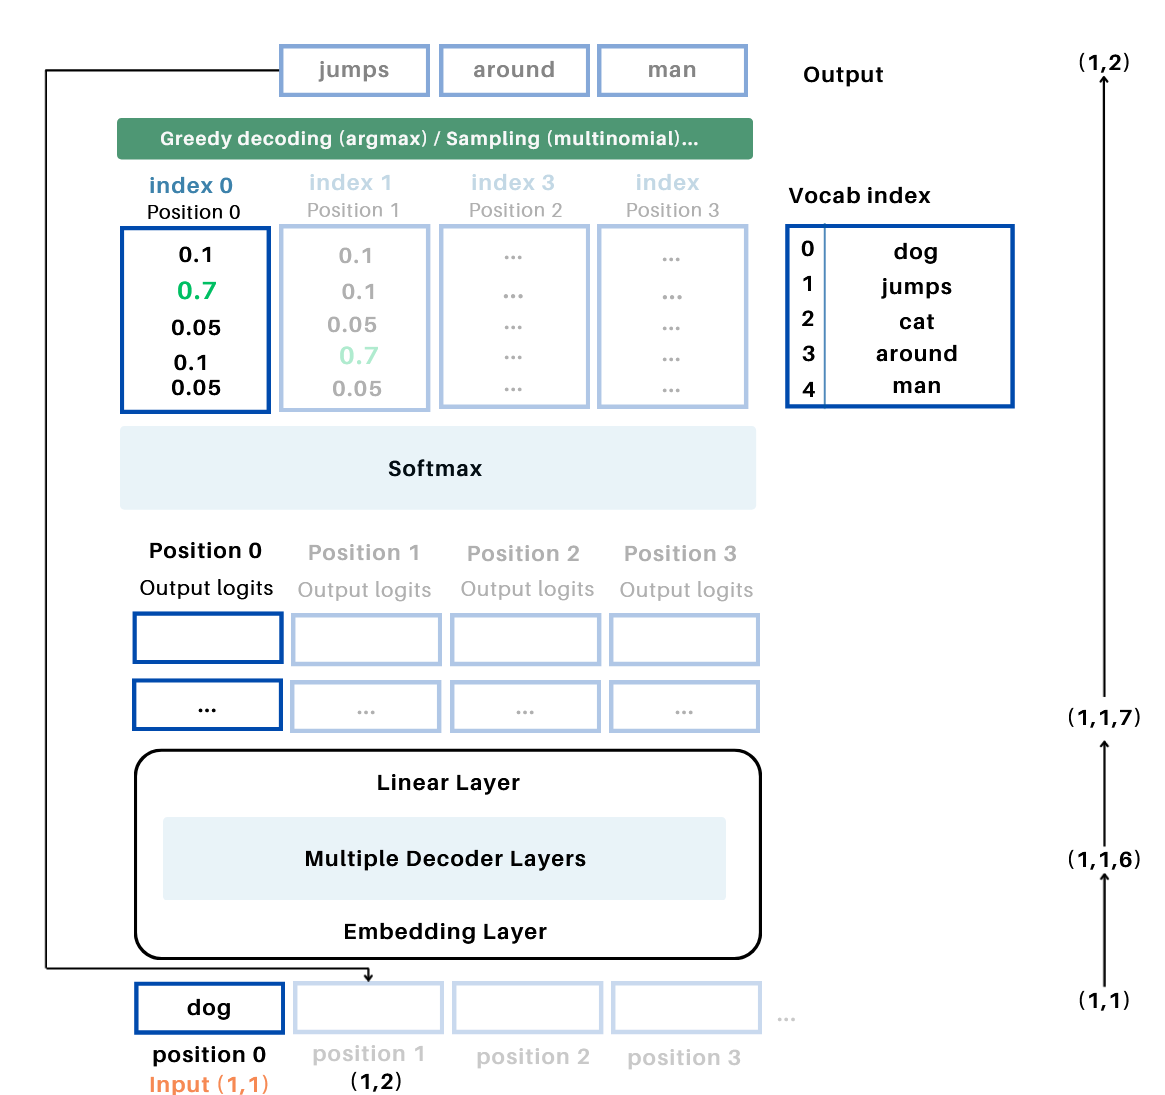 jumps around man
Output
(1,2)
Greedy decoding (argmax) / Sampling (multinomial)...
index 0 index 1 index 3 index
Position 0 Position 1 Position 2 Position 3
Vocab index
0.1 0.1 ... ...
0.7 0.1 ... ...
0.05 0.05 ... ...
0.1 0.7 ... ...
0.05 0.05 ... ...
0 dog
1 jumps
2 cat
3 around
4 man
Softmax
Position 0 Position 1 Position 2 Position 3
Output logits Output logits Output logits Output logits
... ... ... ...
(1,1,7)
Linear Layer
Multiple Decoder Layers
(1,1,6)
Embedding Layer
dog ...
(1,1)
position 0 position 1 position 2 position 3
Input (1,1) (1,2)